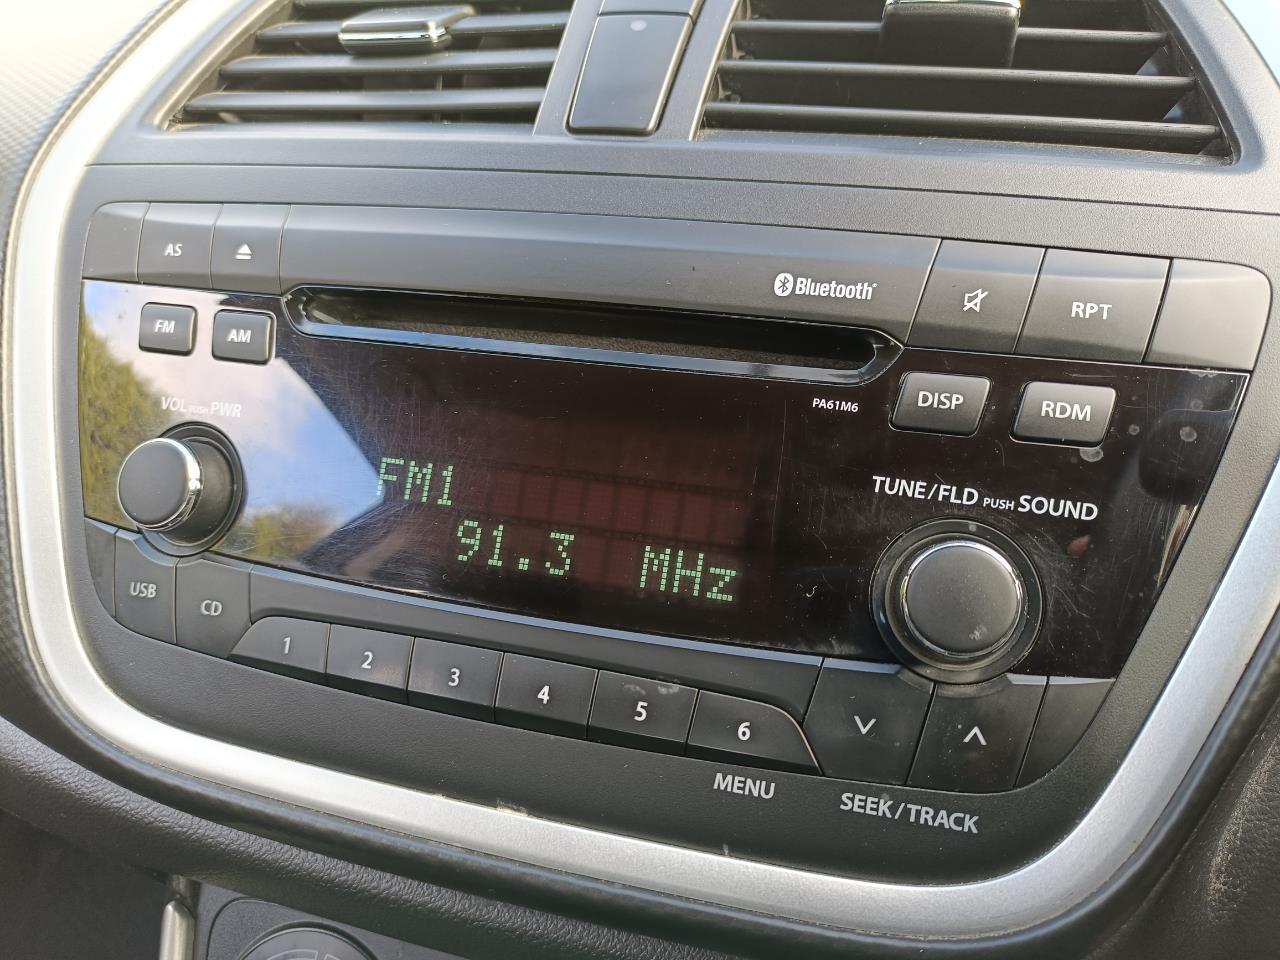 AS
Bluetooth
RPT
FM
AM
PA61M6
DISP
RDM
VOL PUSH PWR
TUNE/FLD PUSH SOUND
FM1
91.3 MHz
USB
CD
1
2
3
4
5
6
MENU
SEEK/TRACK